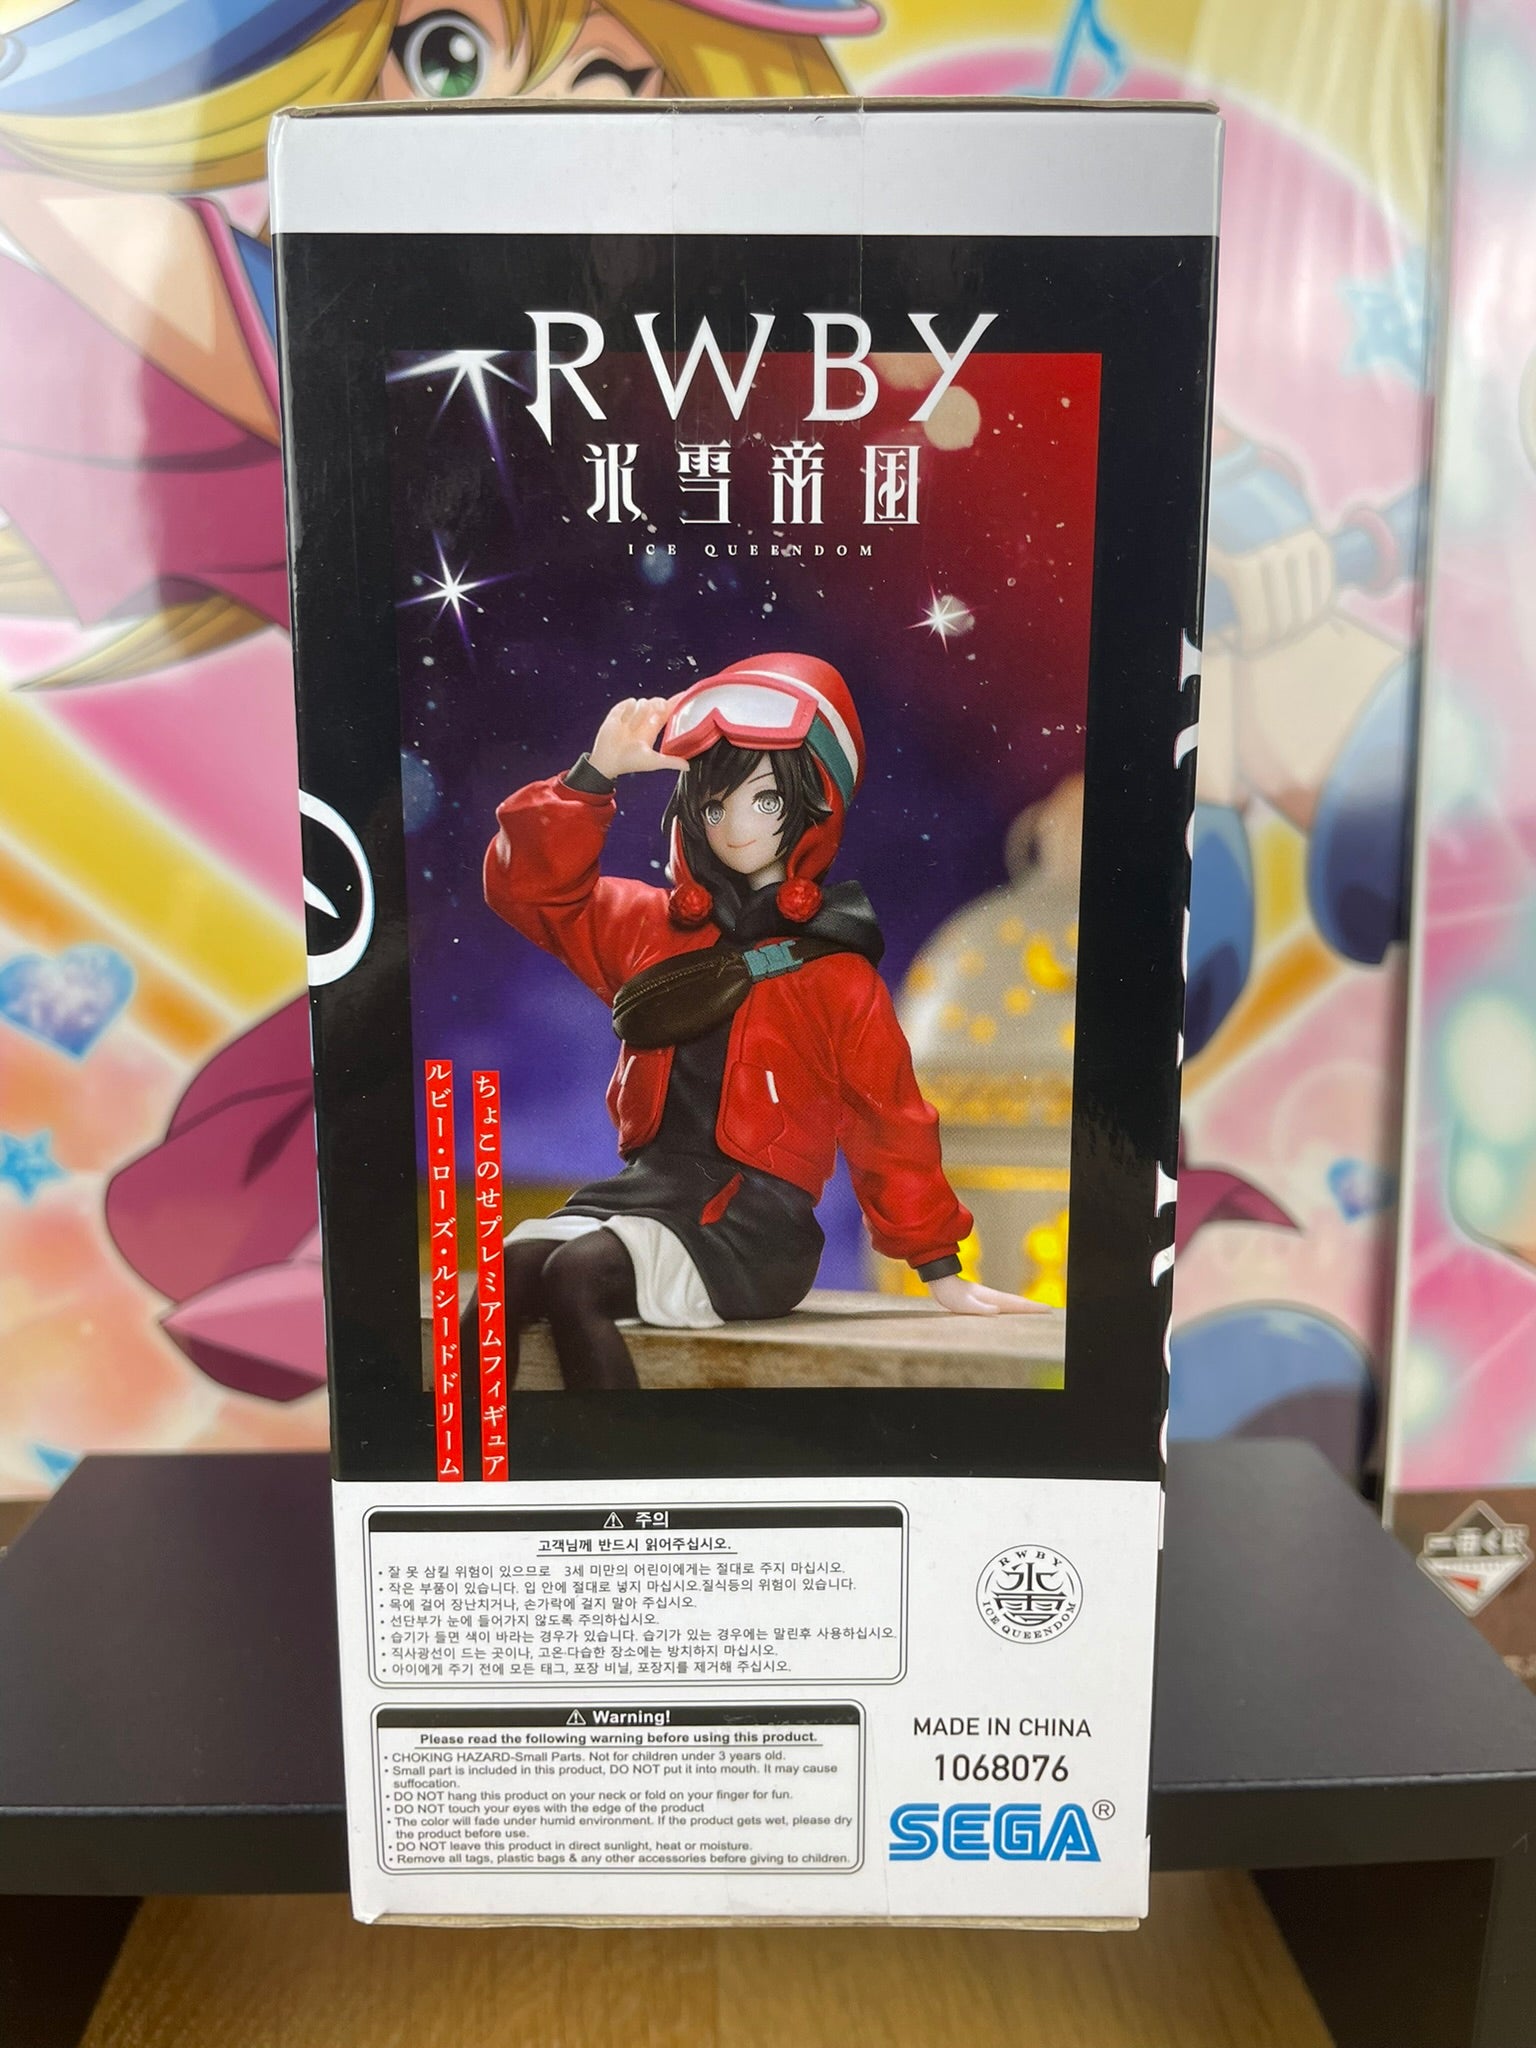 RWBY
氷雪帝国
ICE QUEENDOM
ちょこのせプレミアムフィギュア
ルビー・ローズ・ルシードドリーム
⚠ 주의
고객님께 반드시 읽어주십시오.
• 잘 못 삼킬 위험이 있으므로 3세 미만의 어린이에게는 절대로 주지 마십시오.
• 작은 부품이 있습니다. 입 안에 절대로 넣지 마십시오.질식등의 위험이 있습니다.
• 목에 걸어 장난치거나, 손가락에 걸지 말아 주십시오.
• 선단부가 눈에 들어가지 않도록 주의하십시오.
• 습기가 들면 색이 바라는 경우가 있습니다. 습기가 있는 경우에는 말린후 사용하십시오.
• 직사광선이 드는 곳이나, 고온·다습한 장소에는 방치하지 마십시오.
• 아이에게 주기 전에 모든 태그, 포장 비닐, 포장지를 제거해 주십시오.
RWBY
氷雪
ICE QUEENDOM
⚠ Warning!
Please read the following warning before using this product.
• CHOKING HAZARD-Small Parts. Not for children under 3 years old.
• Small part is included in this product, DO NOT put it into mouth. It may cause
suffocation.
• DO NOT hang this product on your neck or fold on your finger for fun.
• DO NOT touch your eyes with the edge of the product
• The color will fade under humid environment. If the product gets wet, please dry
the product before use.
• DO NOT leave this product in direct sunlight, heat or moisture.
• Remove all tags, plastic bags & any other accessories before giving to children.
MADE IN CHINA
1068076
SEGA®
一番くじ